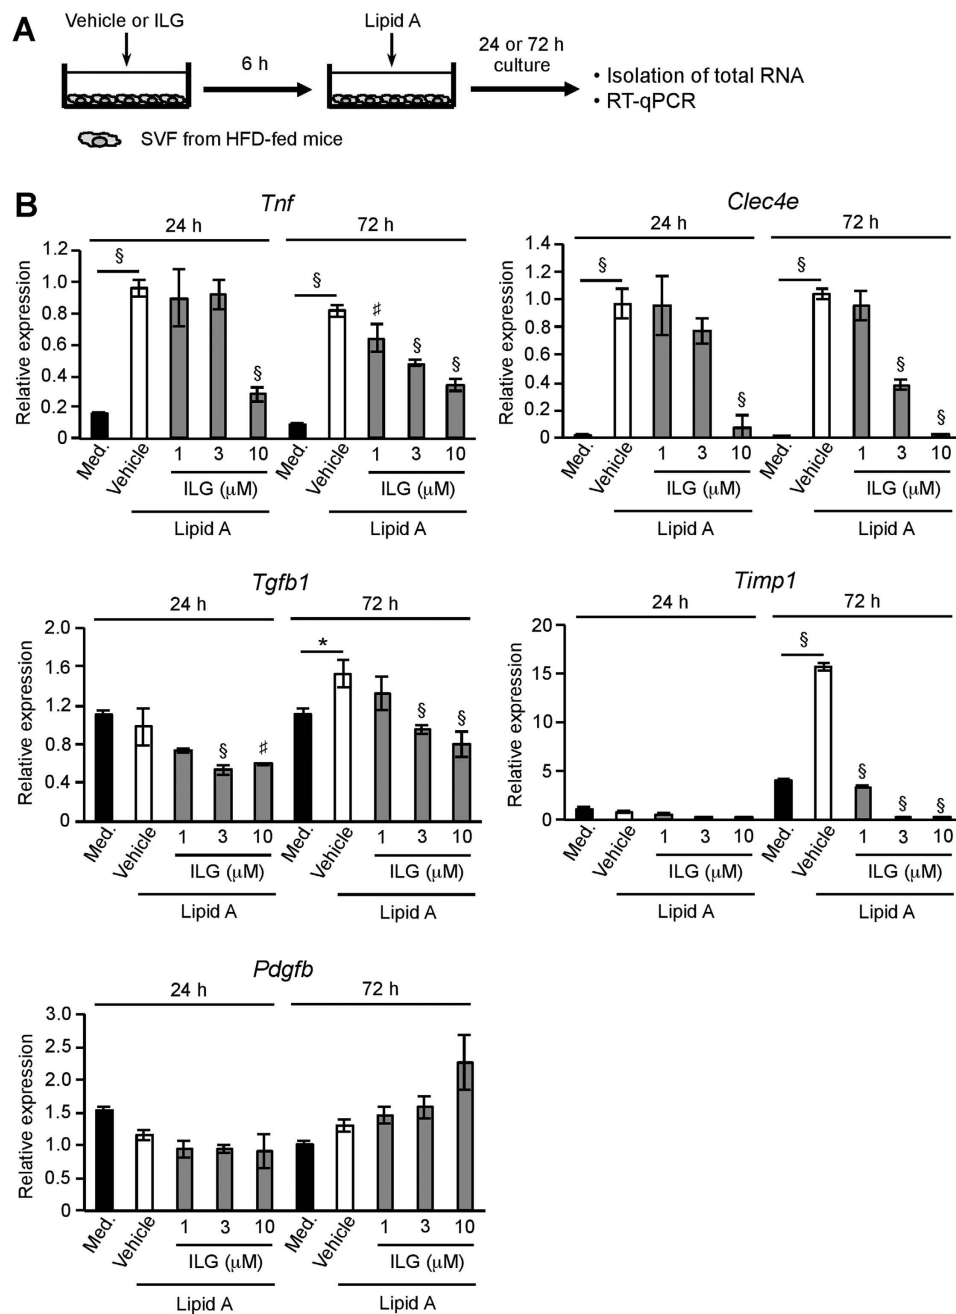 A
Vehicle or ILG
Lipid A
6 h
24 or 72 h
culture
• Isolation of total RNA
• RT-qPCR
SVF from HFD-fed mice
B
Tnf
24 h
72 h
Relative expression
1.2
1.0
0.8
0.6
0.4
0.2
0
§
§
§
♯
§
§
Med.
Vehicle
1
3
10
Med.
Vehicle
1
3
10
ILG (μM)
ILG (μM)
Lipid A
Lipid A
Clec4e
24 h
72 h
Relative expression
1.4
1.2
1.0
0.8
0.6
0.4
0.2
0
§
§
§
§
§
Med.
Vehicle
1
3
10
Med.
Vehicle
1
3
10
ILG (μM)
ILG (μM)
Lipid A
Lipid A
Tgfb1
24 h
72 h
Relative expression
2.0
1.6
1.2
0.8
0.4
0
§
♯
*
§
§
Med.
Vehicle
1
3
10
Med.
Vehicle
1
3
10
ILG (μM)
ILG (μM)
Lipid A
Lipid A
Timp1
24 h
72 h
Relative expression
20
15
10
5
0
§
§
§
§
Med.
Vehicle
1
3
10
Med.
Vehicle
1
3
10
ILG (μM)
ILG (μM)
Lipid A
Lipid A
Pdgfb
24 h
72 h
Relative expression
3.0
2.5
2.0
1.5
1.0
0.5
0
Med.
Vehicle
1
3
10
Med.
Vehicle
1
3
10
ILG (μM)
ILG (μM)
Lipid A
Lipid A